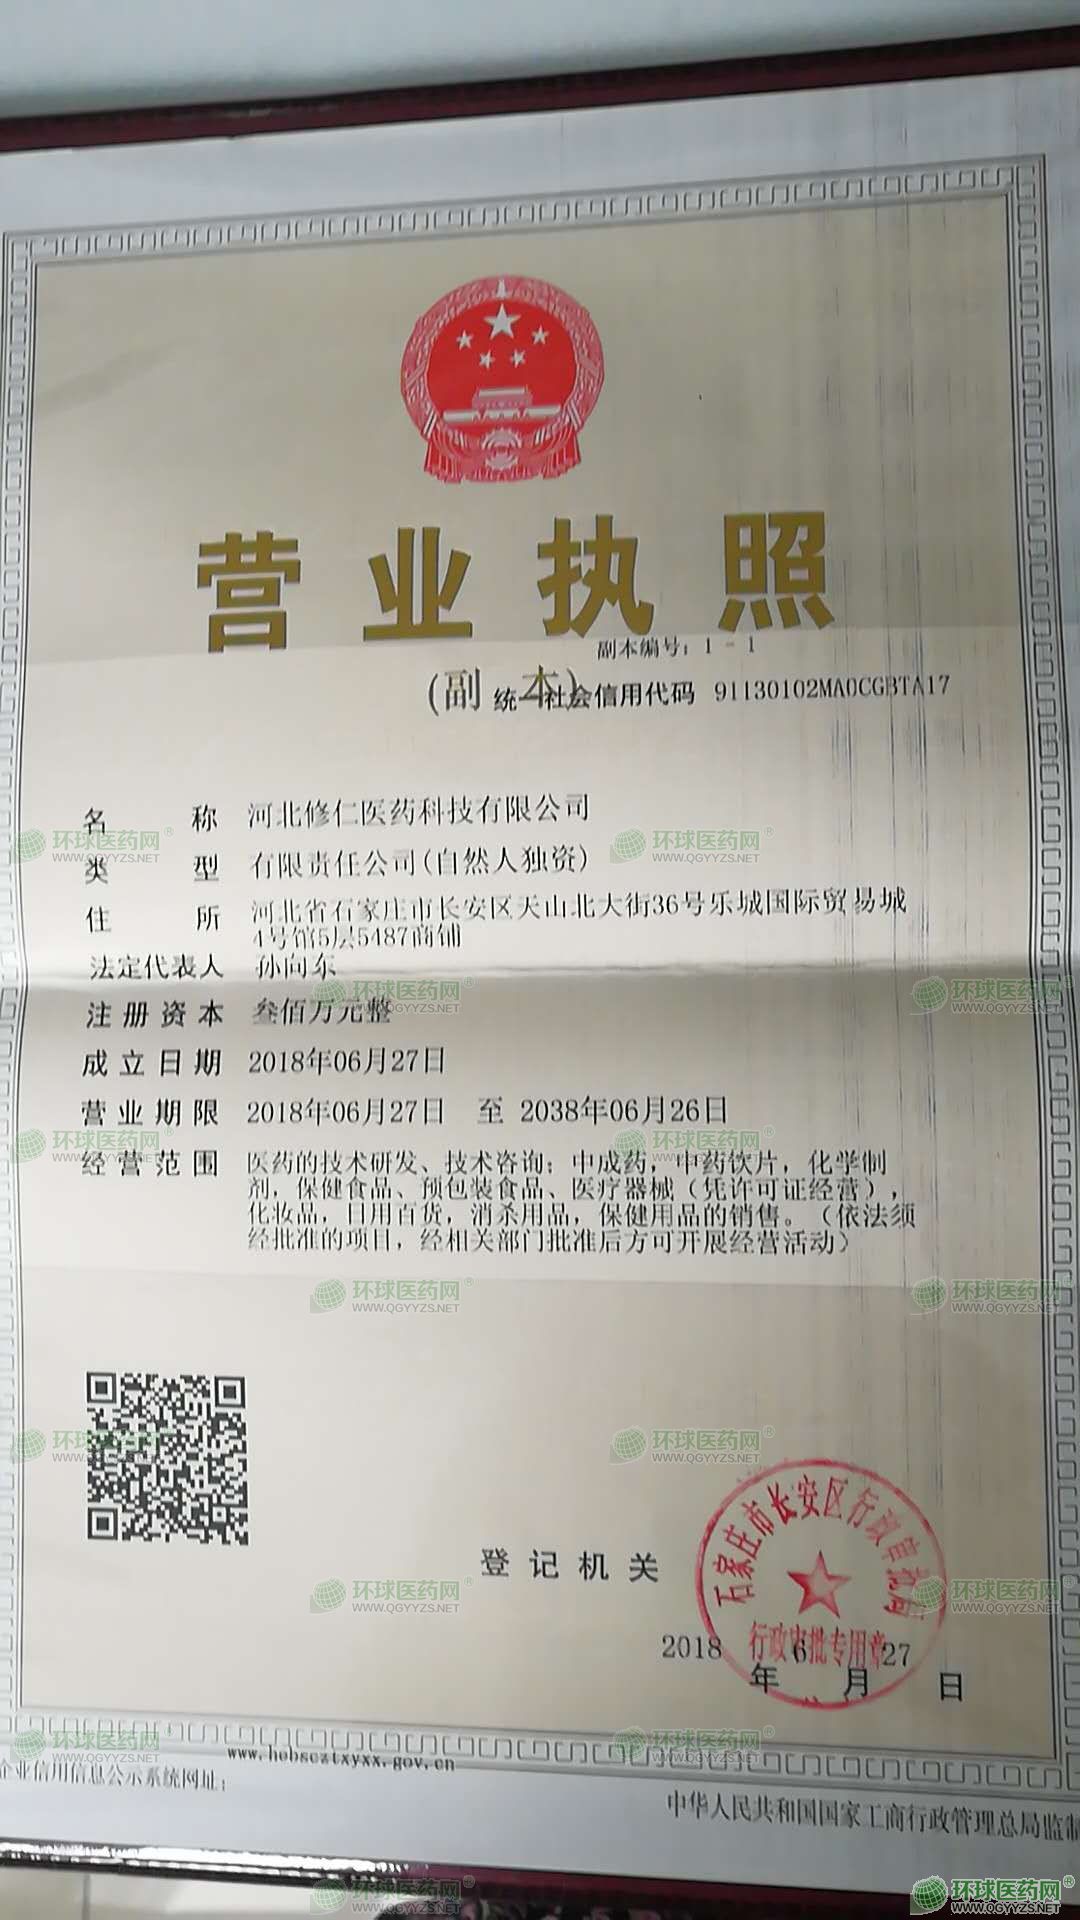 营业执照
副本编号：1-1
(副 本)
统一社会信用代码 91130102MA0CGBTA17
名称 河北修仁医药科技有限公司
类型 有限责任公司(自然人独资)
住所 河北省石家庄市长安区天山北大街36号乐城国际贸易城
4号馆5层5487商铺
法定代表人 孙向东
注册资本 叁佰万元整
成立日期 2018年06月27日
营业期限 2018年06月27日 至 2038年06月26日
经营范围 医药的技术研发、技术咨询；中成药，中药饮片，化学制
剂，保健食品、预包装食品、医疗器械（凭许可证经营），
化妆品，日用百货，消杀用品，保健用品的销售。（依法须
经批准的项目，经相关部门批准后方可开展经营活动）
登记机关
石家庄市长安区行政审批局
行政审批专用章
2018年6月27日
www.hebscztxyxx.gov.cn
企业信用信息公示系统网址：
中华人民共和国国家工商行政管理总局监制
环球医药网®
WWW.QGYYZS.NET